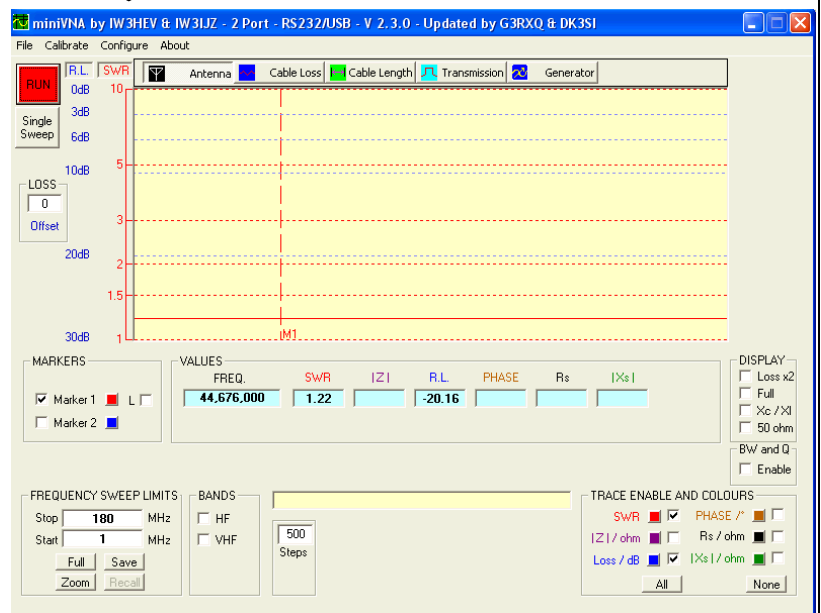 miniVNA by IW3HEV & IW3IJZ - 2 Port - RS232/USB - V 2.3.0 - Updated by G3RXQ & DK3SI
File Calibrate Configure About
RUN R.L. SWR Antenna Cable Loss Cable Length Transmission Generator
0dB 10
3dB
Single
Sweep
6dB
5
10dB
LOSS
0
Offset
3
20dB
2
1.5
30dB 1 M1
MARKERS VALUES DISPLAY
FREQ. SWR |Z| R.L. PHASE Rs |Xs| Loss x2
Marker 1 L 44,676,000 1.22 -20.16 Full
Xc / Xl
Marker 2 50 ohm
BW and Q
Enable
FREQUENCY SWEEP LIMITS BANDS TRACE ENABLE AND COLOURS
Stop 180 MHz HF SWR PHASE /°
Start 1 MHz VHF 500 |Z| / ohm Rs / ohm
Steps
Full Save Loss / dB |Xs| / ohm
Zoom Recall All None